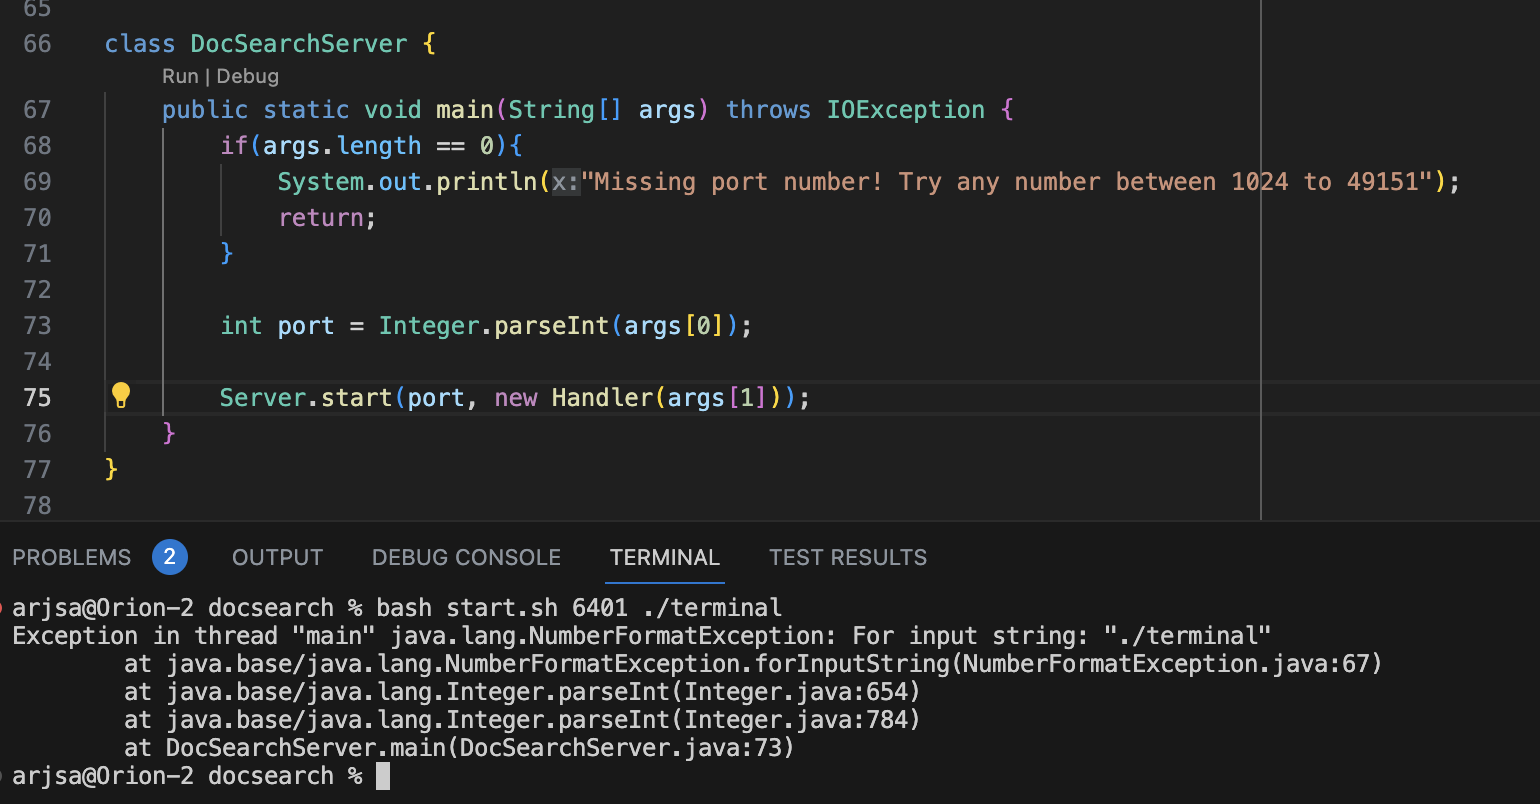 65
66 class DocSearchServer {
Run | Debug
67 public static void main(String[] args) throws IOException {
68 if(args.length == 0){
69 System.out.println(x:"Missing port number! Try any number between 1024 to 49151");
70 return;
71 }
72
73 int port = Integer.parseInt(args[0]);
74
75 Server.start(port, new Handler(args[1]));
76 }
77 }
78
PROBLEMS 2 OUTPUT DEBUG CONSOLE TERMINAL TEST RESULTS
arjsa@Orion-2 docsearch % bash start.sh 6401 ./terminal
Exception in thread "main" java.lang.NumberFormatException: For input string: "./terminal"
at java.base/java.lang.NumberFormatException.forInputString(NumberFormatException.java:67)
at java.base/java.lang.Integer.parseInt(Integer.java:654)
at java.base/java.lang.Integer.parseInt(Integer.java:784)
at DocSearchServer.main(DocSearchServer.java:73)
arjsa@Orion-2 docsearch %